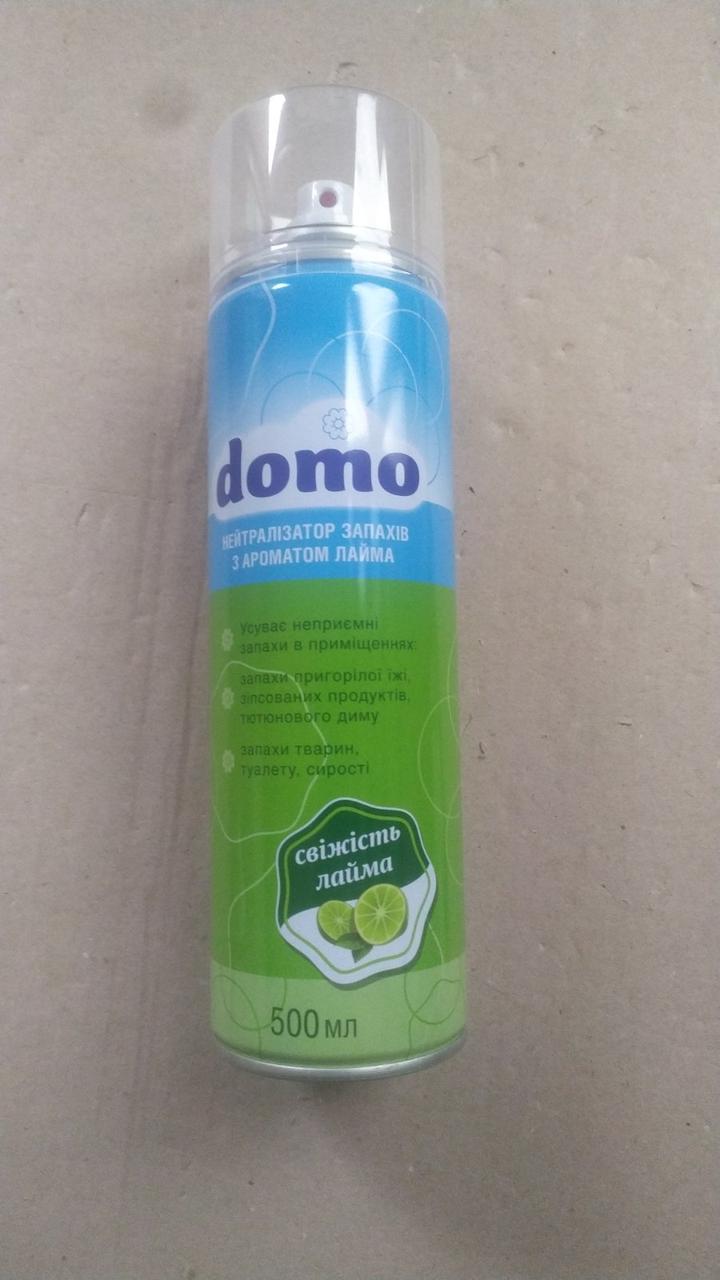 domo
НЕЙТРАЛІЗАТОР ЗАПАХІВ
З АРОМАТОМ ЛАЙМА
Усуває неприємні
запахи в приміщеннях:
запахи пригорілої їжі,
зіпсованих продуктів,
тютюнового диму
запахи тварин,
туалету, сирості
свіжість
лайма
500 мл